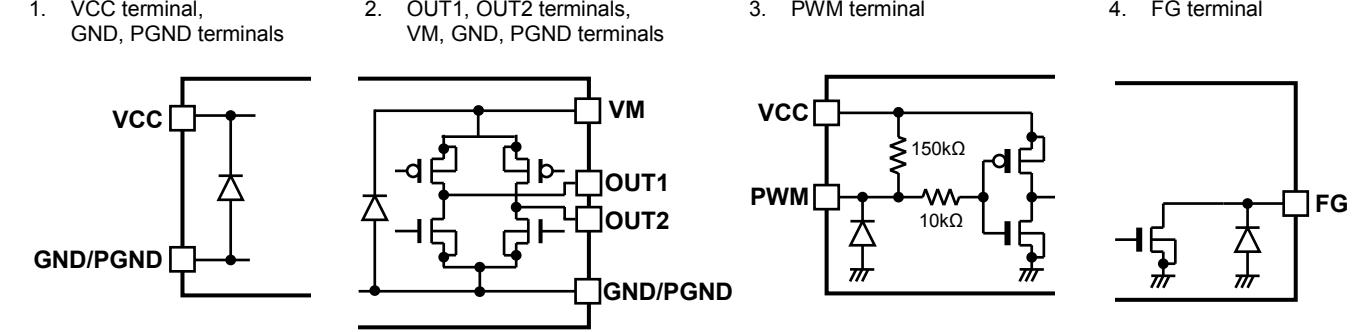 1. VCC terminal,
GND, PGND terminals
2. OUT1, OUT2 terminals,
VM, GND, PGND terminals
3. PWM terminal
4. FG terminal
VCC
GND/PGND
VM
OUT1
OUT2
GND/PGND
VCC
150kΩ
PWM
10kΩ
FG